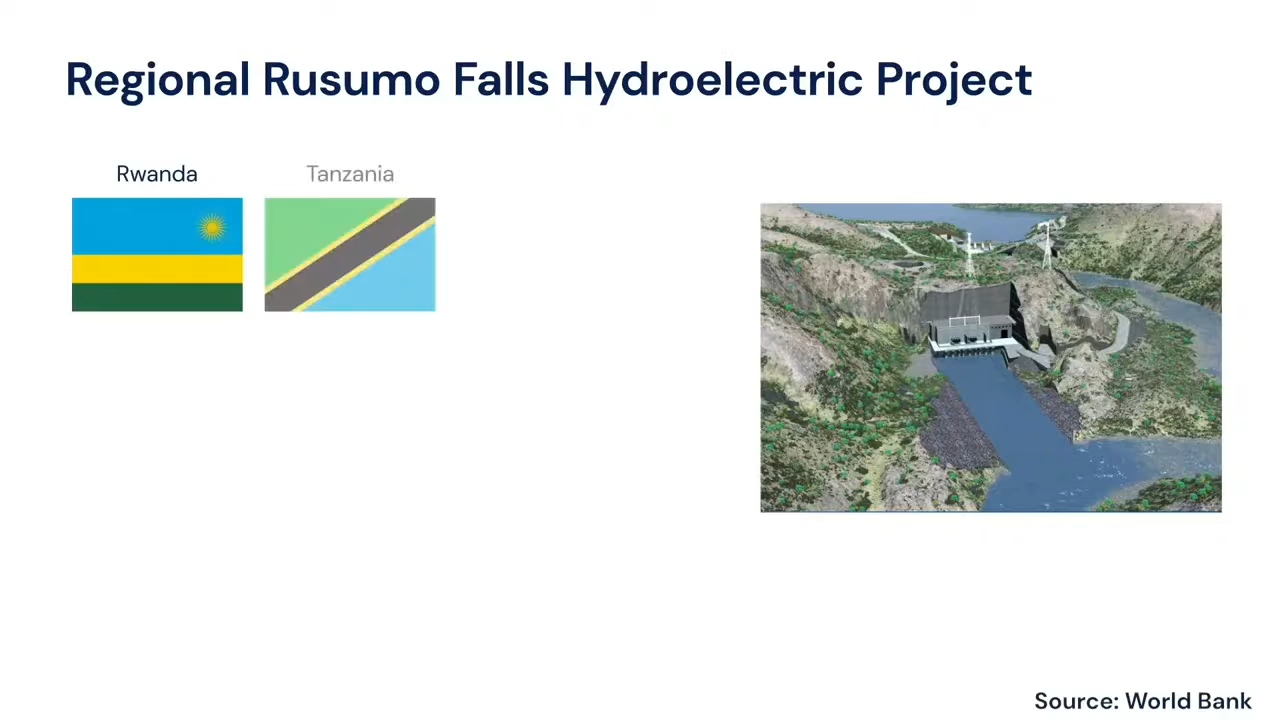 Regional Rusumo Falls Hydroelectric Project
Rwanda
Tanzania
Source: World Bank